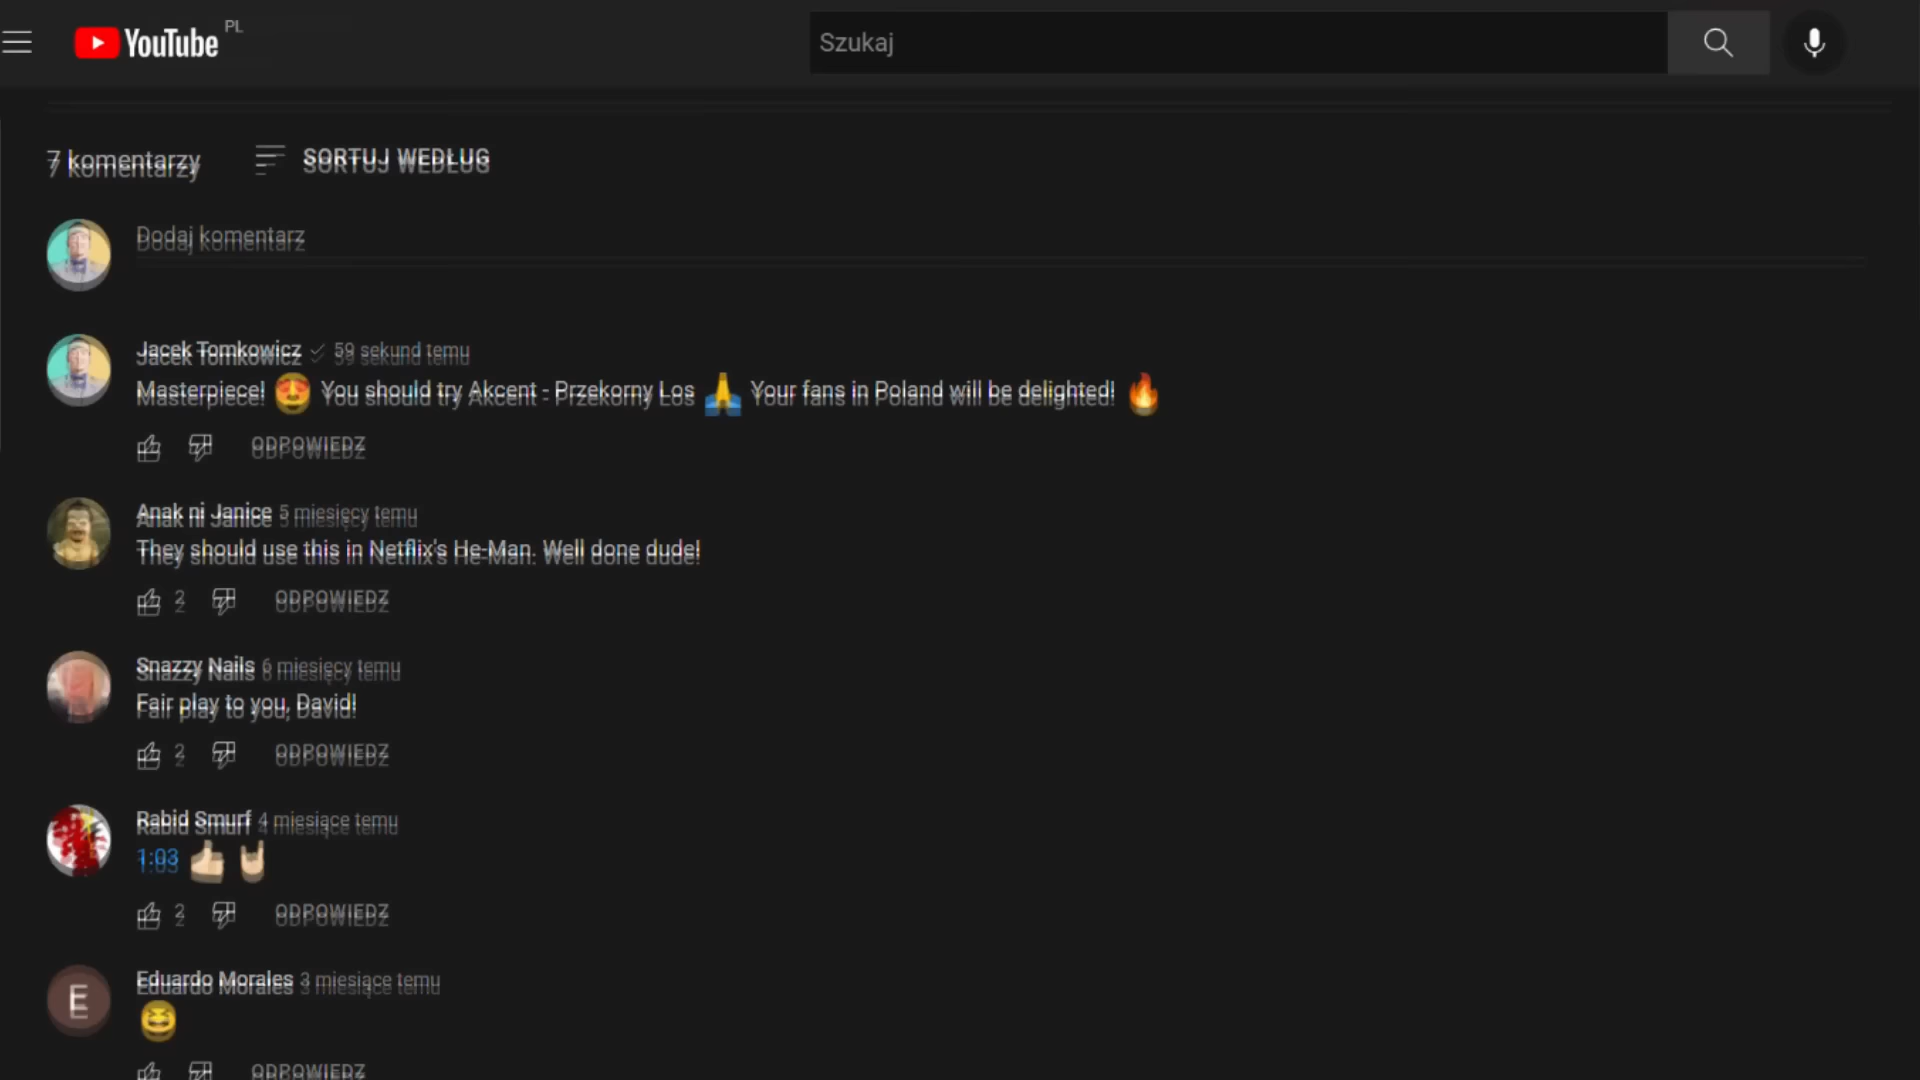 YouTube PL
Szukaj
7 komentarzy SORTUJ WEDŁUG
Dodaj komentarz
Jacek Tomkowicz 59 sekund temu
Masterpiece! 😍 You should try Akcent - Przekorny Los 🙏 Your fans in Poland will be delighted! 🔥
ODPOWIEDZ
Anak ni Janice 5 miesięcy temu
They should use this in Netflix's He-Man. Well done dude!
2 ODPOWIEDZ
Snazzy Nails 6 miesięcy temu
Fair play to you, David!
2 ODPOWIEDZ
Rabid Smurf 4 miesiące temu
1:03 👍🏻 🤘🏻
2 ODPOWIEDZ
E
Eduardo Morales 3 miesiące temu
😆
ODPOWIEDZ